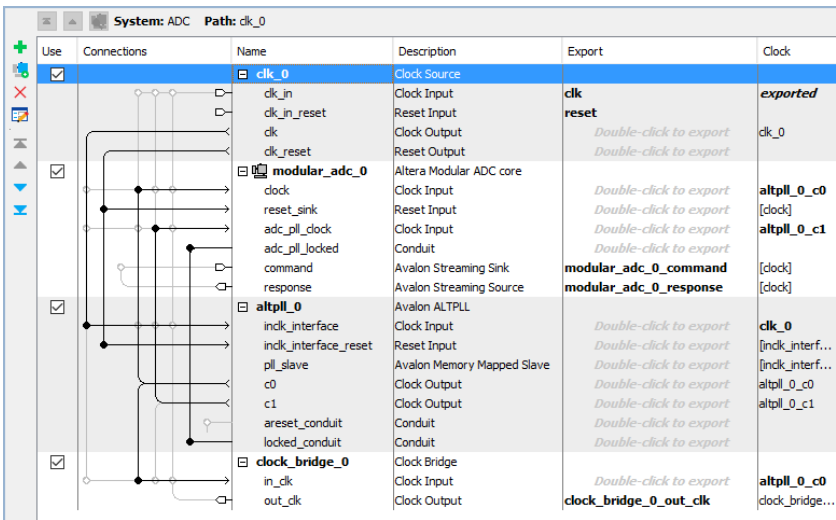 System: ADC Path: clk_0
Use Connections Name Description Export Clock
clk_0 Clock Source
clk_in Clock Input clk exported
clk_in_reset Reset Input reset
clk Clock Output Double-click to export clk_0
clk_reset Reset Output Double-click to export
modular_adc_0 Altera Modular ADC core
clock Clock Input Double-click to export altpll_0_c0
reset_sink Reset Input Double-click to export [clock]
adc_pll_clock Clock Input Double-click to export altpll_0_c1
adc_pll_locked Conduit Double-click to export
command Avalon Streaming Sink modular_adc_0_command [clock]
response Avalon Streaming Source modular_adc_0_response [clock]
altpll_0 Avalon ALTPLL
inclk_interface Clock Input Double-click to export clk_0
inclk_interface_reset Reset Input Double-click to export [inclk_interf...
pll_slave Avalon Memory Mapped Slave Double-click to export [inclk_interf...
c0 Clock Output Double-click to export altpll_0_c0
c1 Clock Output Double-click to export altpll_0_c1
areset_conduit Conduit Double-click to export
locked_conduit Conduit Double-click to export
clock_bridge_0 Clock Bridge
in_clk Clock Input Double-click to export altpll_0_c0
out_clk Clock Output clock_bridge_0_out_clk clock_bridge...